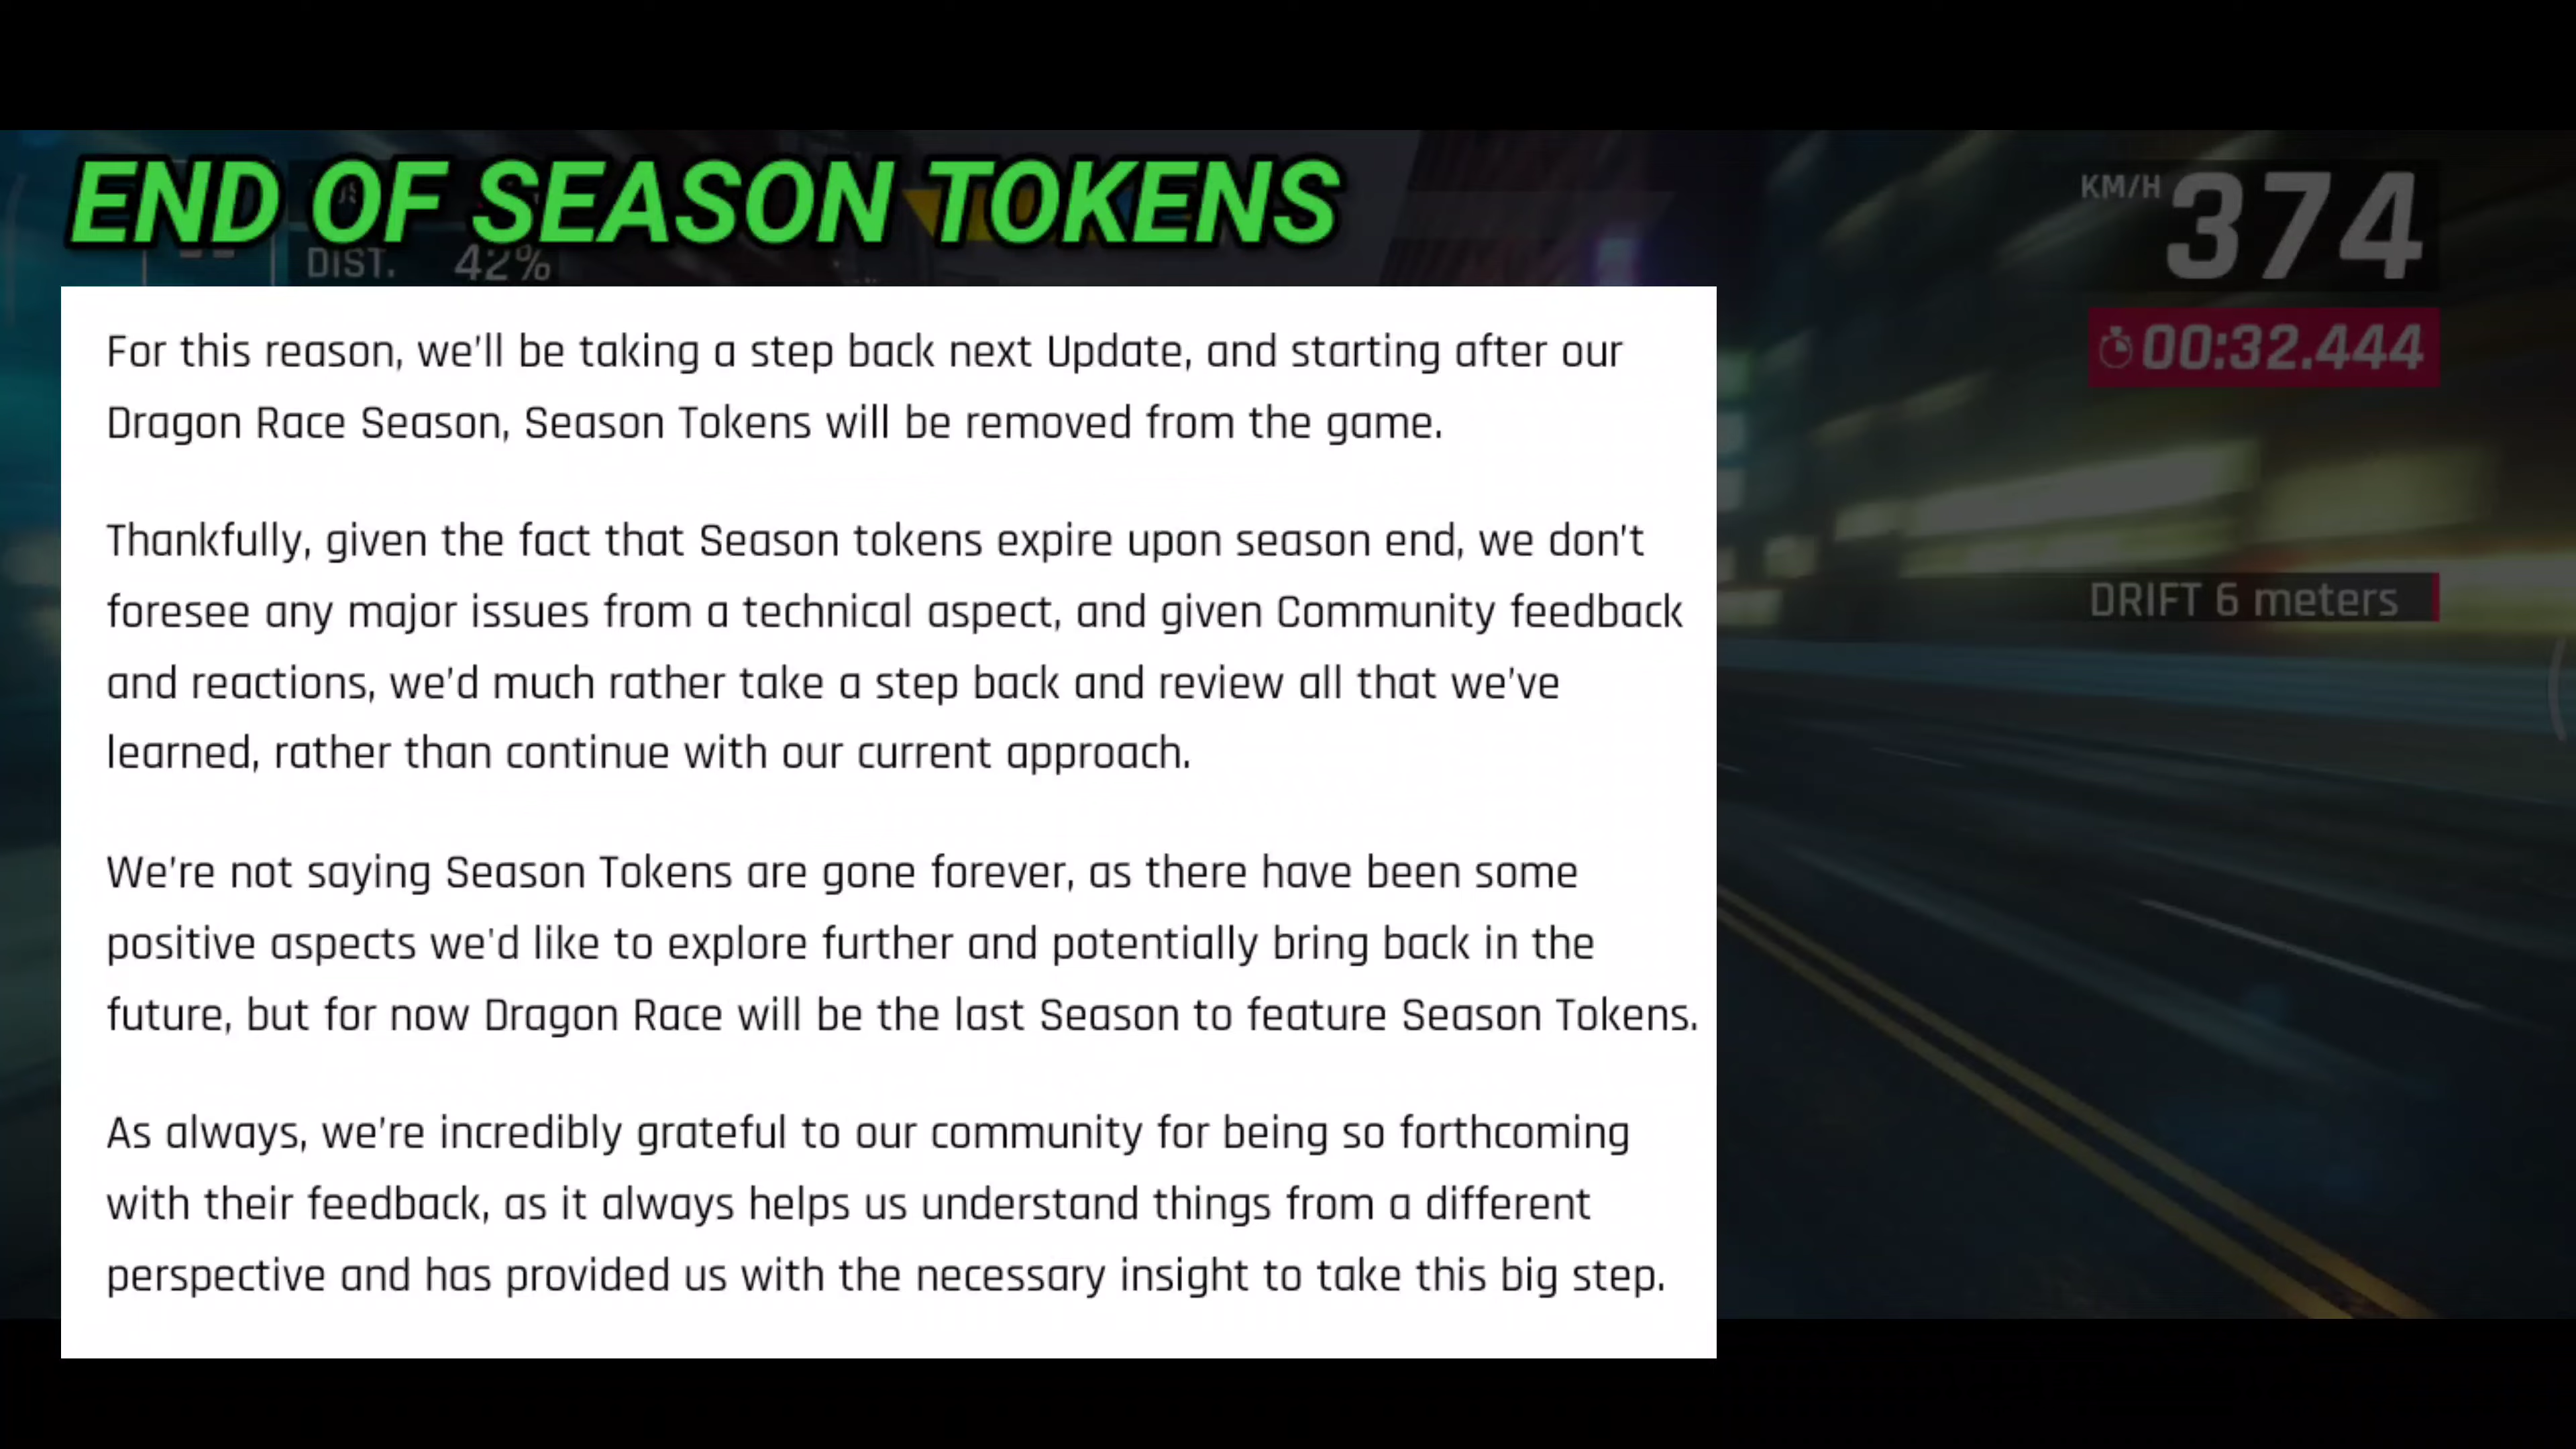 END OF SEASON TOKENS
DIST. 42%
KM/H 374
00:32.444
DRIFT 6 meters
For this reason, we'll be taking a step back next Update, and starting after our
Dragon Race Season, Season Tokens will be removed from the game.
Thankfully, given the fact that Season tokens expire upon season end, we don't
foresee any major issues from a technical aspect, and given Community feedback
and reactions, we'd much rather take a step back and review all that we've
learned, rather than continue with our current approach.
We're not saying Season Tokens are gone forever, as there have been some
positive aspects we'd like to explore further and potentially bring back in the
future, but for now Dragon Race will be the last Season to feature Season Tokens.
As always, we're incredibly grateful to our community for being so forthcoming
with their feedback, as it always helps us understand things from a different
perspective and has provided us with the necessary insight to take this big step.